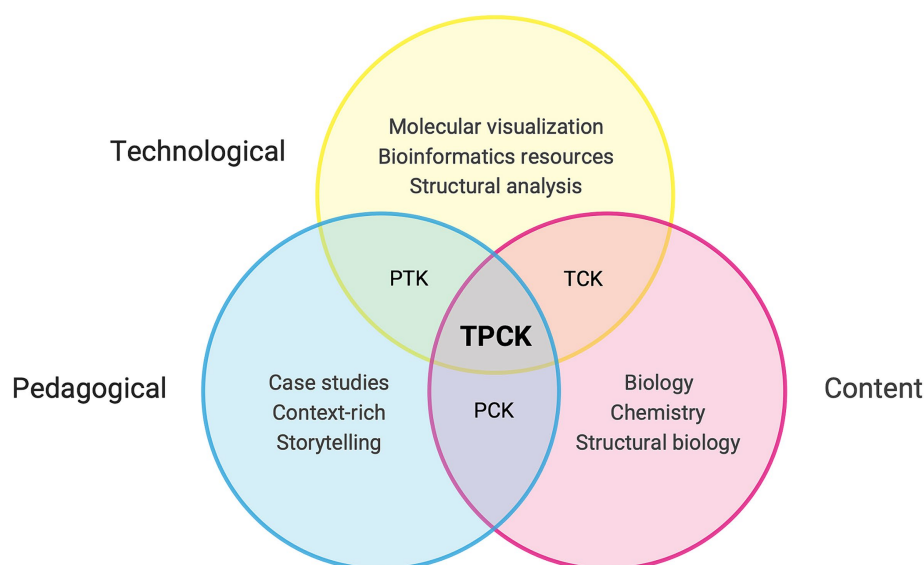 Technological
Molecular visualization
Bioinformatics resources
Structural analysis
PTK
TCK
TPCK
Pedagogical
Case studies
Context-rich
Storytelling
PCK
Biology
Chemistry
Structural biology
Content